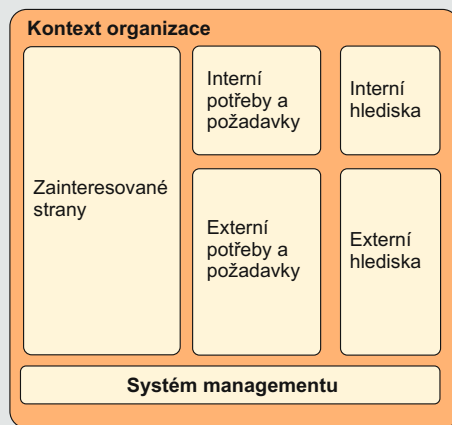 Kontext organizace
Zainteresované
strany
Interní
potřeby a
požadavky
Interní
hlediska
Externí
potřeby a
požadavky
Externí
hlediska
Systém managementu